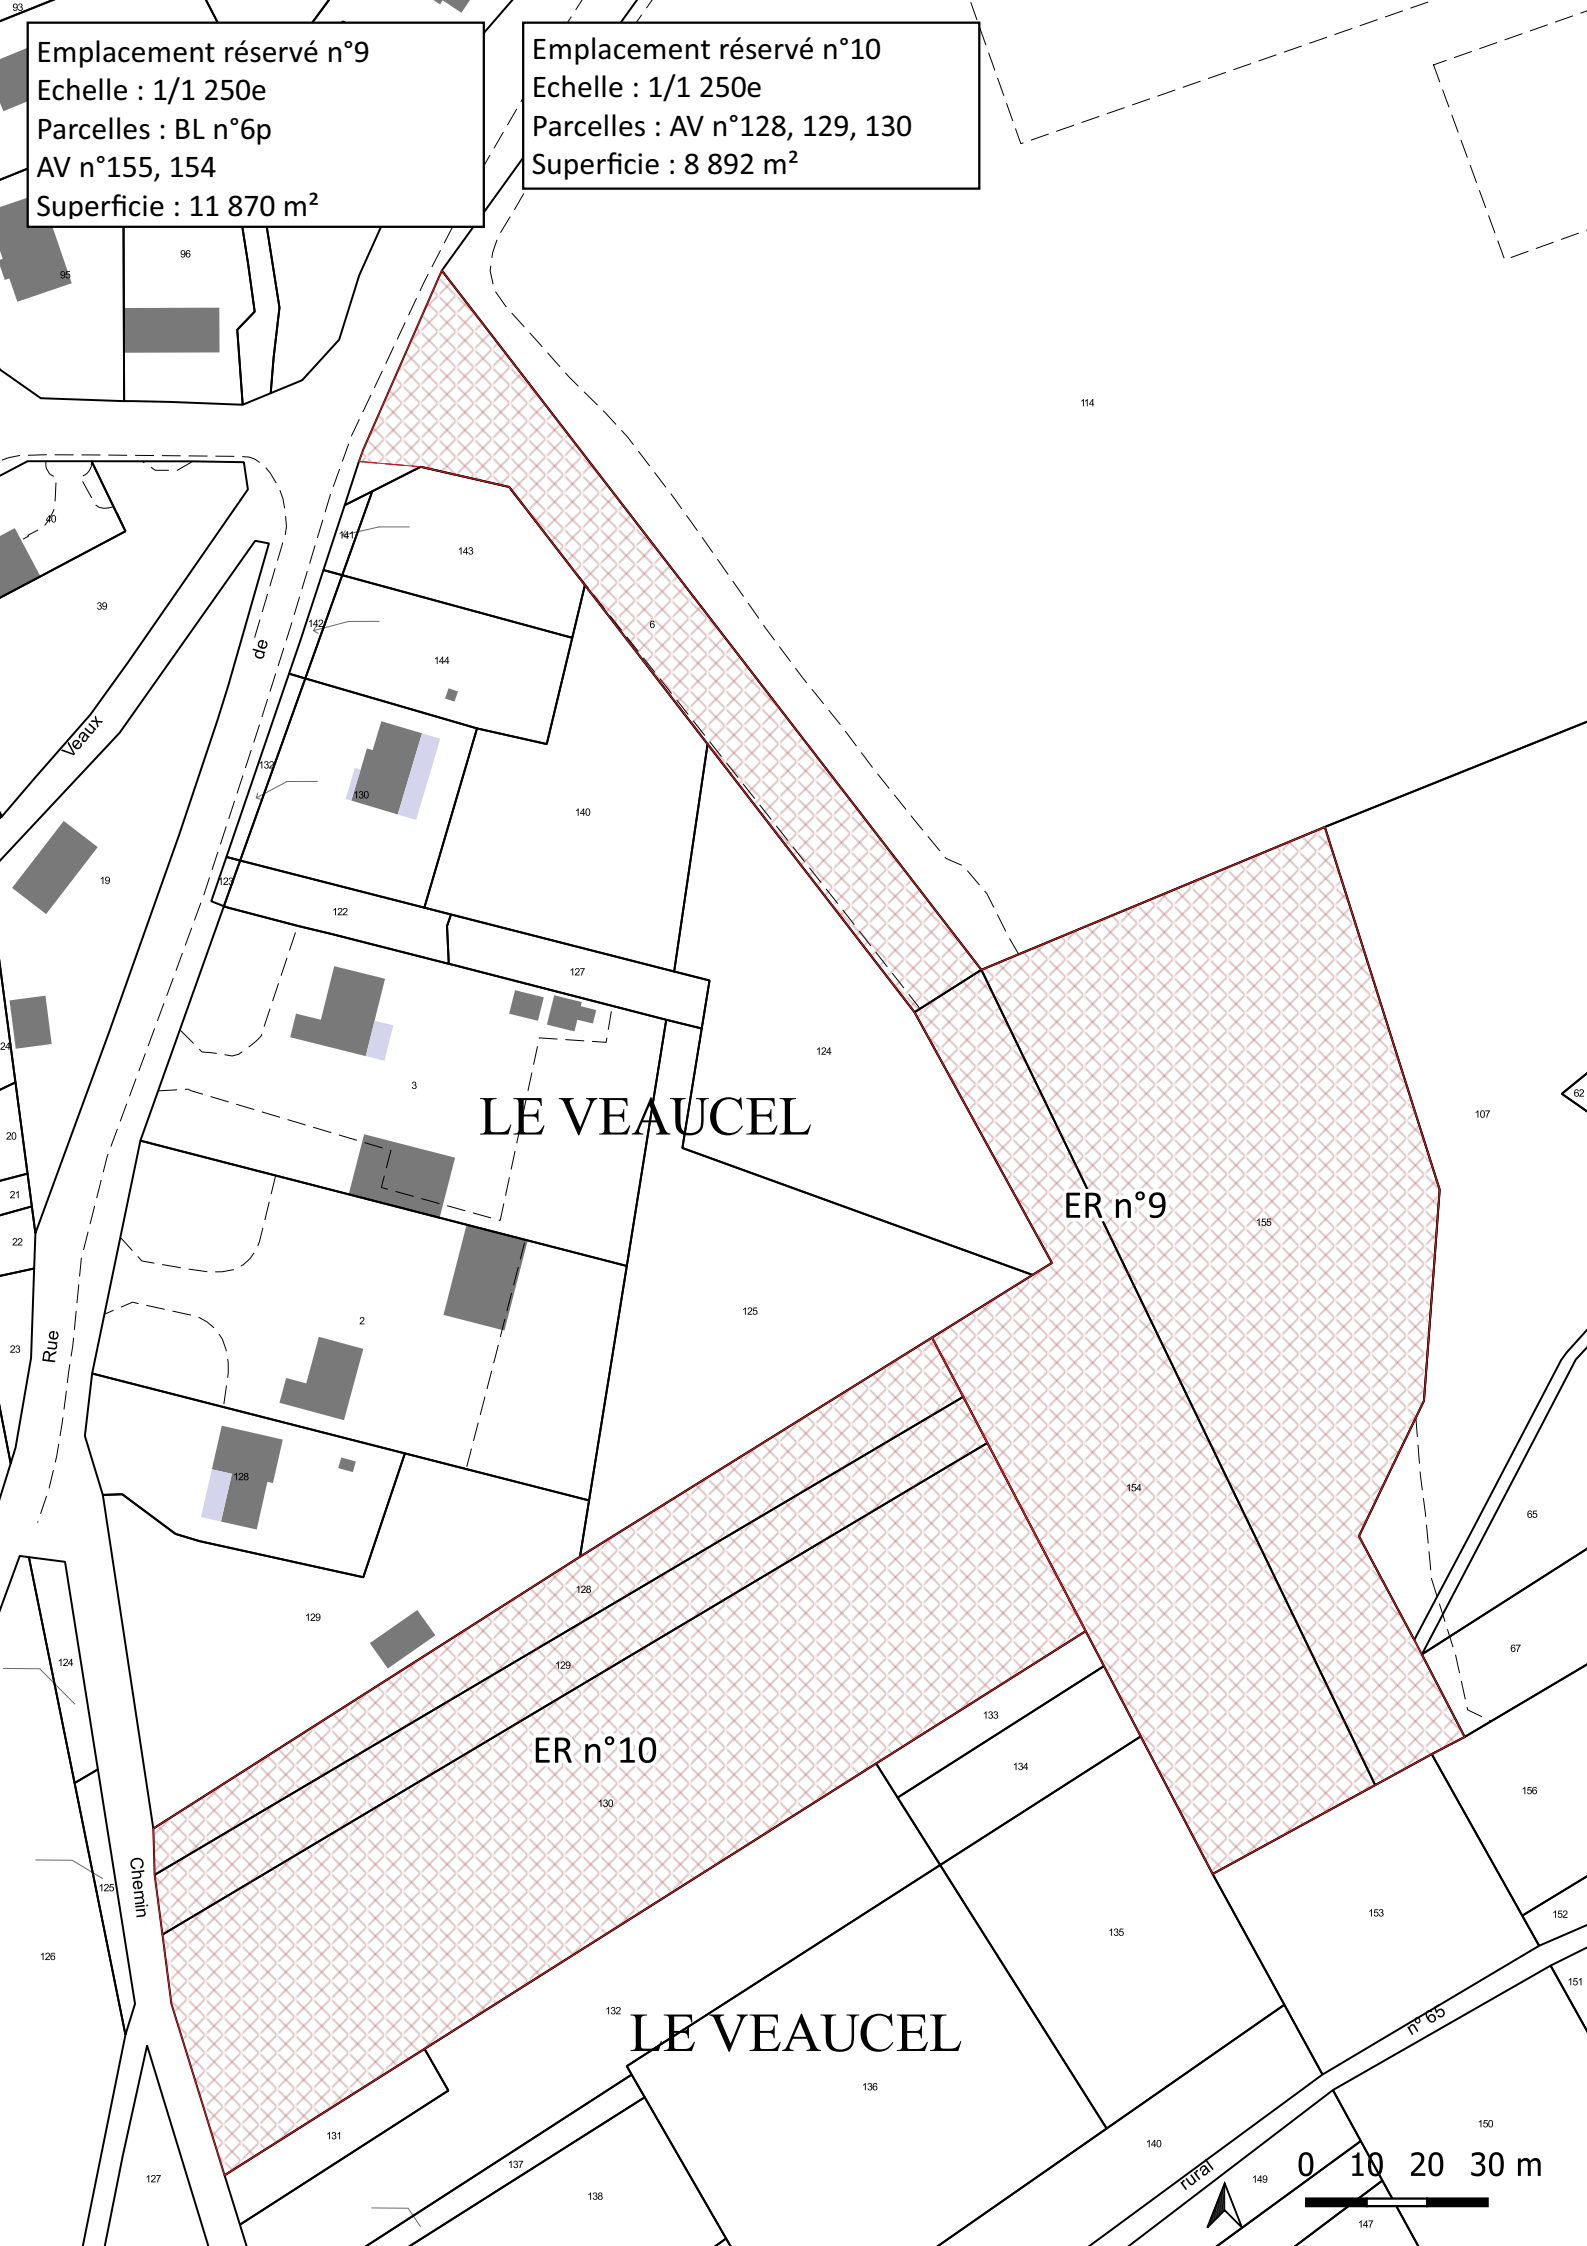 93
Emplacement réservé n°9
Echelle : 1/1 250e
Parcelles : BL n°6p
AV n°155, 154
Superficie : 11 870 m²
Emplacement réservé n°10
Echelle : 1/1 250e
Parcelles : AV n°128, 129, 130
Superficie : 8 892 m²
96
95
114
40
141
143
39
142
6
de
144
Veaux
132
130
140
19
123
122
127
24
124
3
62
107
LE VEAUCEL
20
21
ER n°9
155
22
125
2
23
Rue
128
154
65
128
129
67
124
129
133
ER n°10
134
130
156
Chemin
125
153
152
135
126
151
132
LE VEAUCEL
n° 65
136
150
131
140
137
rural
149
0 10 20 30 m
127
138
147